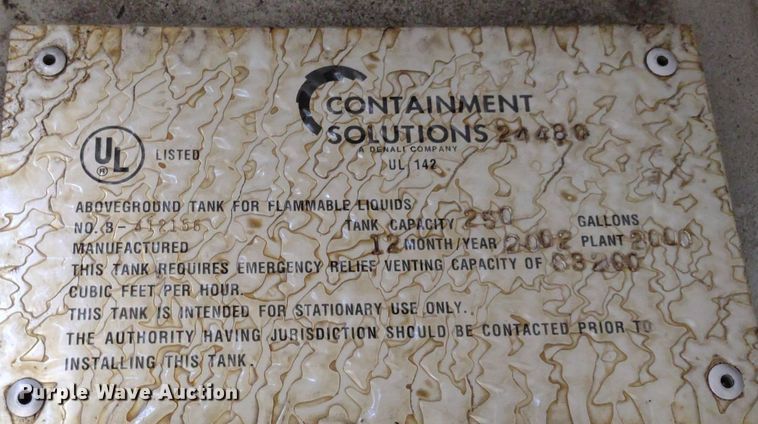 CONTAINMENT
SOLUTIONS 24480
A DENALI COMPANY
UL 142
UL ® LISTED
ABOVEGROUND TANK FOR FLAMMABLE LIQUIDS
NO. B- TANK CAPACITY 250 GALLONS
MANUFACTURED 12 MONTH/YEAR 2002 PLANT 2000
THIS TANK REQUIRES EMERGENCY RELIEF VENTING CAPACITY OF
CUBIC FEET PER HOUR.
THIS TANK IS INTENDED FOR STATIONARY USE ONLY.
THE AUTHORITY HAVING JURISDICTION SHOULD BE CONTACTED PRIOR TO
INSTALLING THIS TANK.
Purple Wave Auction